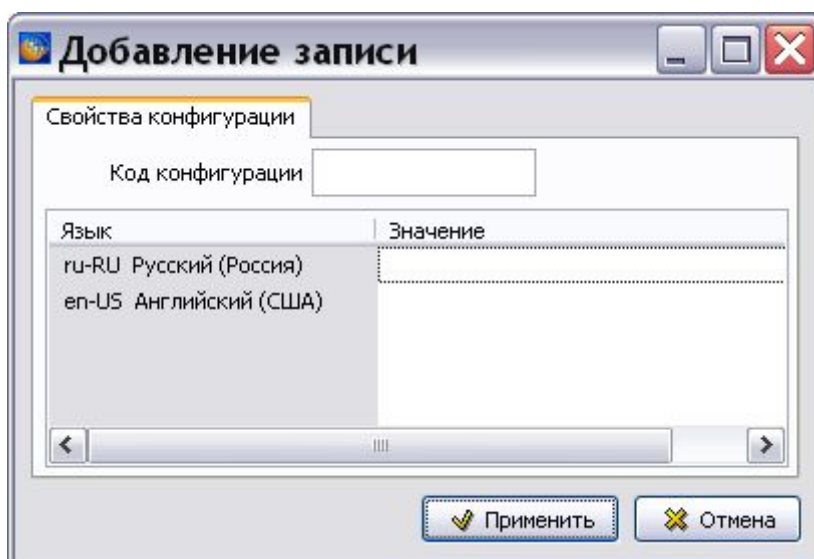 Добавление записи
Свойства конфигурации
Код конфигурации
Язык Значение
ru-RU Русский (Россия)
en-US Английский (США)
Применить Отмена